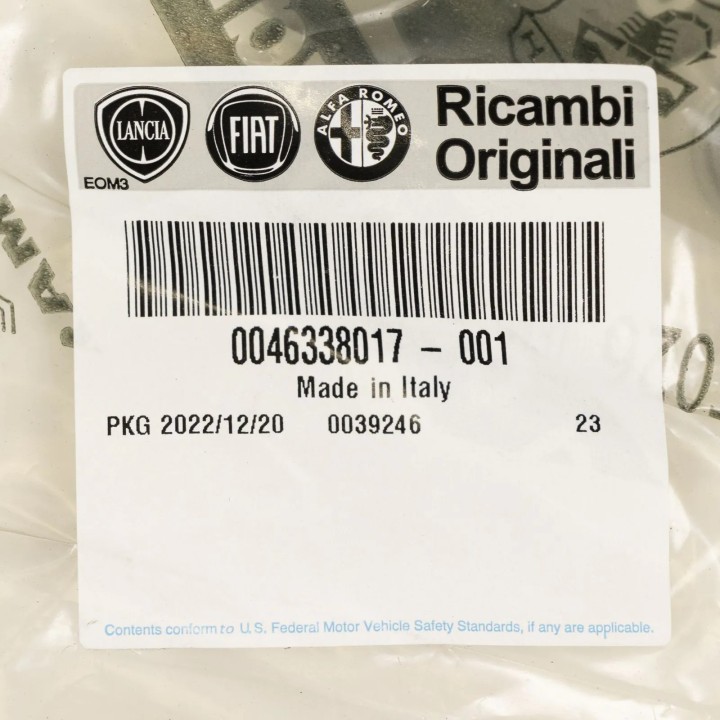 LANCIA FIAT ALFA ROMEO Ricambi
Originali
EOM3
0046338017 - 001
Made in Italy
PKG 2022/12/20 0039246 23
Contents conform to U.S. Federal Motor Vehicle Safety Standards, if any are applicable.